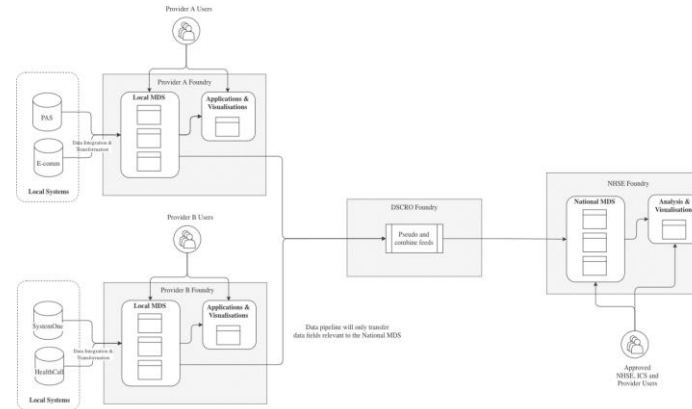 Provider A Users
Provider A Foundry
Local MDS
Applications &
Visualisations
PAS
E-comm
Data Integration &
Transformation
Local Systems
Provider B Users
Provider B Foundry
Local MDS
Applications &
Visualisations
SystemOne
HealthCall
Data Integration &
Transformation
Local Systems
Data pipeline will only transfer
data fields relevant to the National MDS
DSCRO Foundry
Pseudo and
combine feeds
NHSE Foundry
National MDS
Analysis &
Visualisations
Approved
NHSE, ICS and
Provider Users